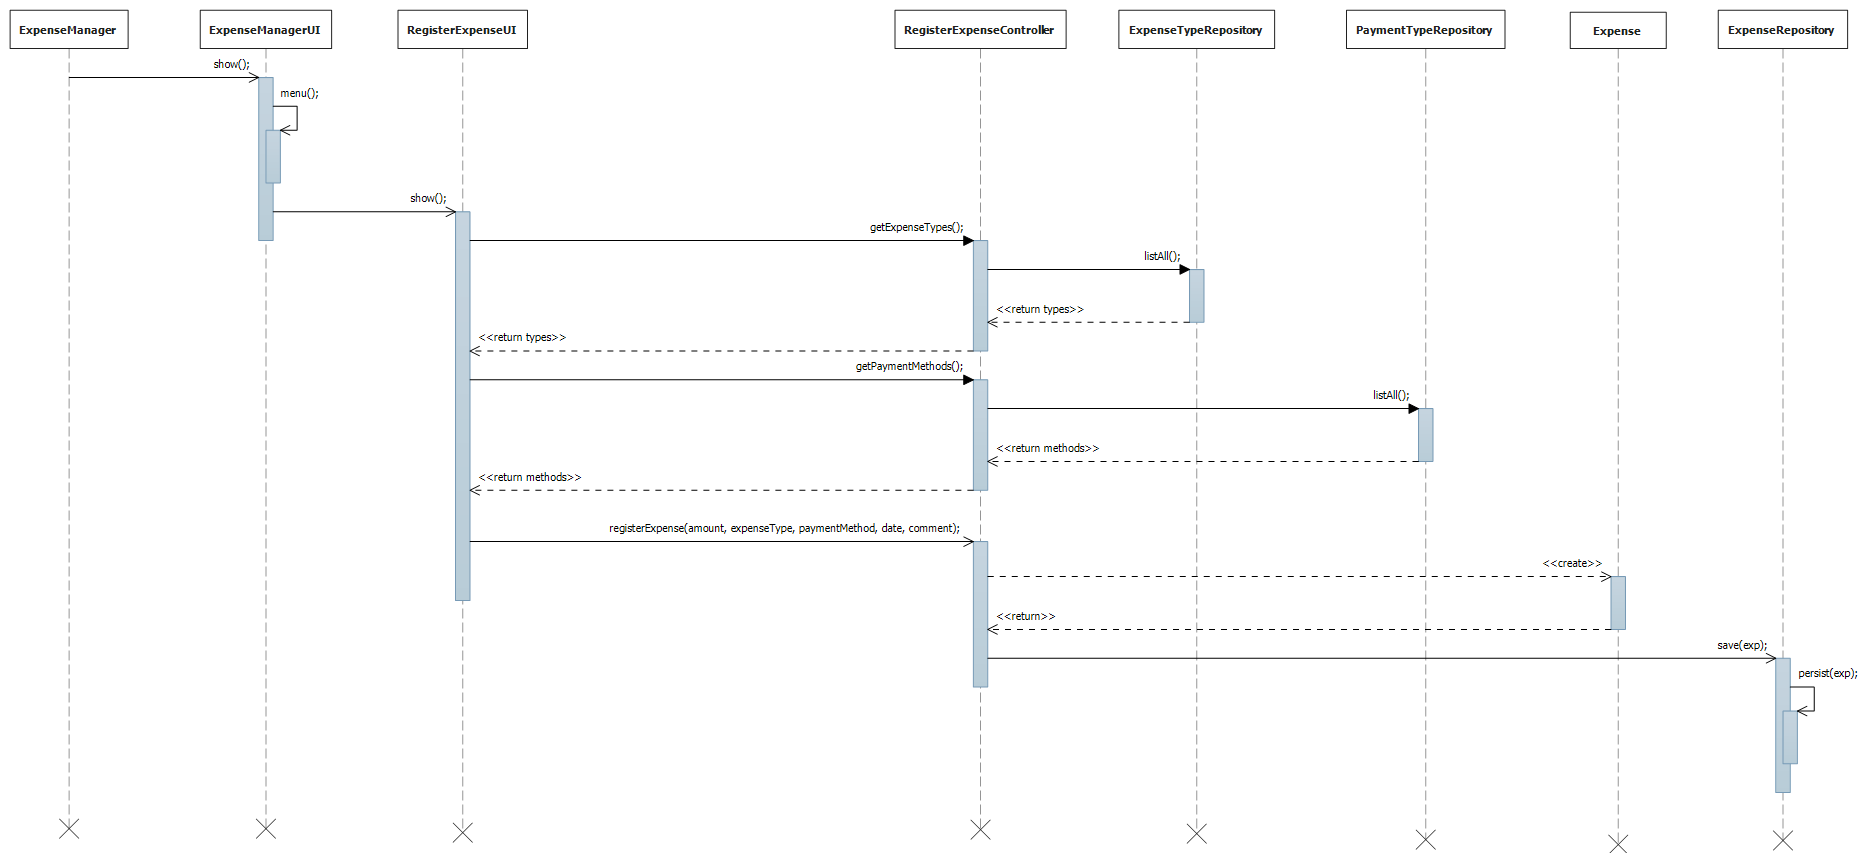 ExpenseManager
ExpenseManagerUI
RegisterExpenseUI
RegisterExpenseController
ExpenseTypeRepository
PaymentTypeRepository
Expense
ExpenseRepository
show();
menu();
show();
getExpenseTypes();
listAll();
<<return types>>
<<return types>>
getPaymentMethods();
listAll();
<<return methods>>
<<return methods>>
registerExpense(amount, expenseType, paymentMethod, date, comment);
<<create>>
<<return>>
save(exp);
persist(exp);